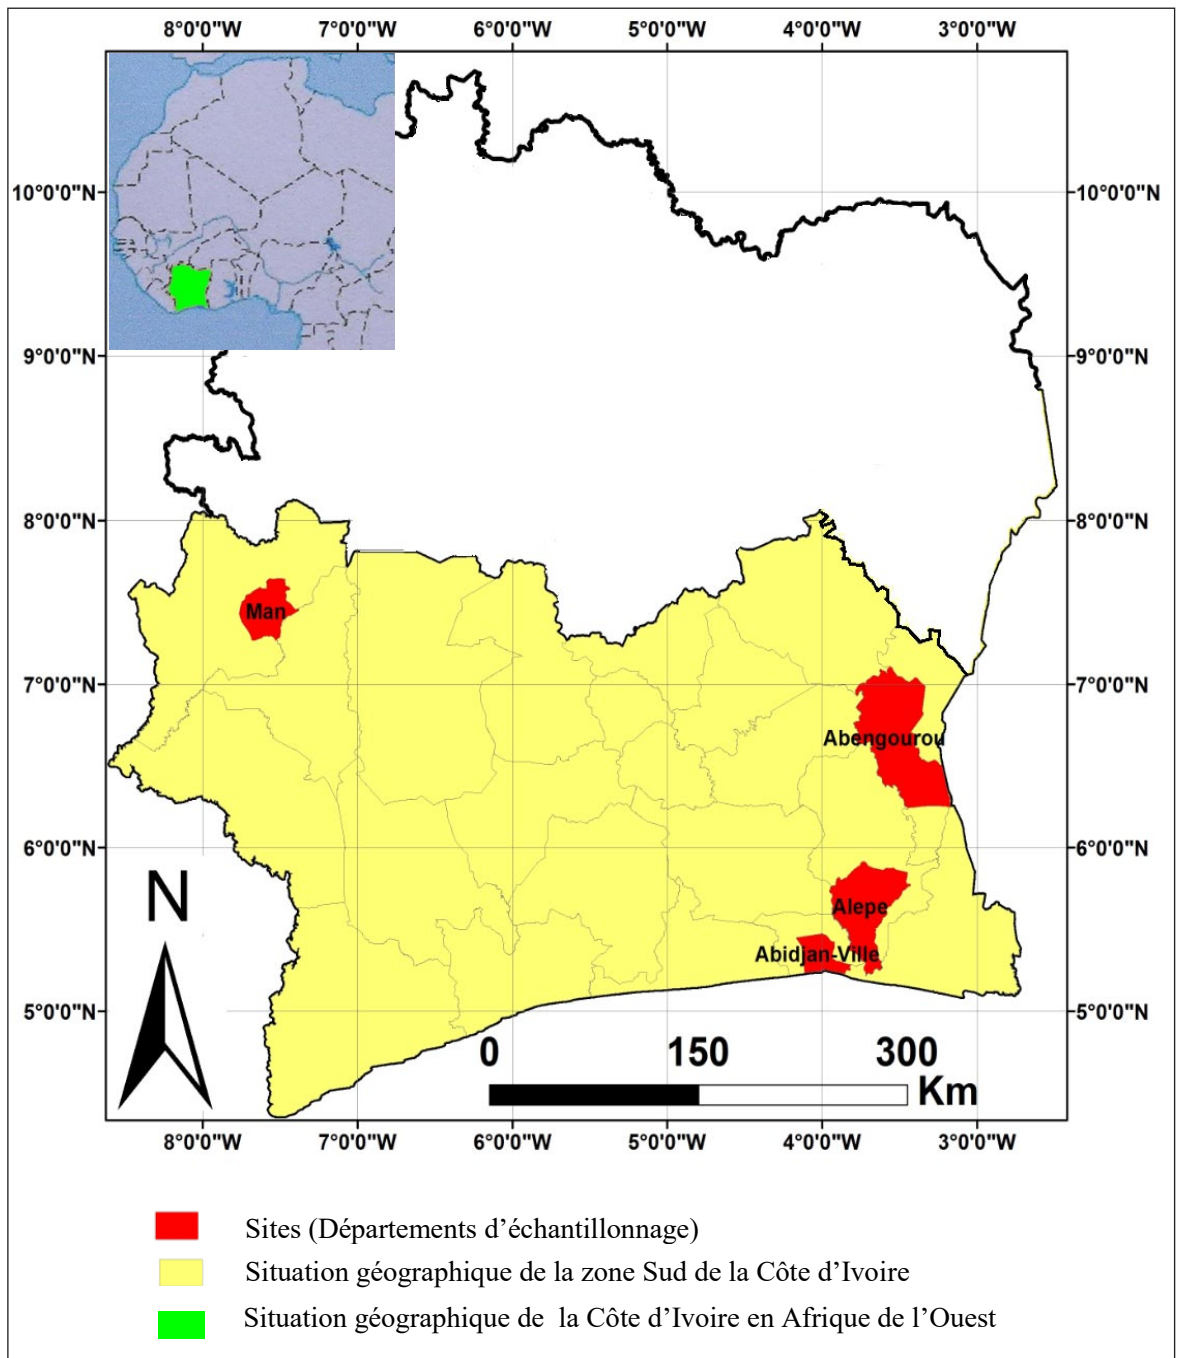 8°0'0"W 7°0'0"W 6°0'0"W 5°0'0"W 4°0'0"W 3°0'0"W
10°0'0"N 10°0'0"N
9°0'0"N 9°0'0"N
8°0'0"N 8°0'0"N
Man
7°0'0"N 7°0'0"N
Abengourou
6°0'0"N 6°0'0"N
N
Alepe
Abidjan-Ville
5°0'0"N 5°0'0"N
0 150 300
Km
8°0'0"W 7°0'0"W 6°0'0"W 5°0'0"W 4°0'0"W 3°0'0"W
Sites (Départements d’échantillonnage)
Situation géographique de la zone Sud de la Côte d’Ivoire
Situation géographique de la Côte d’Ivoire en Afrique de l’Ouest